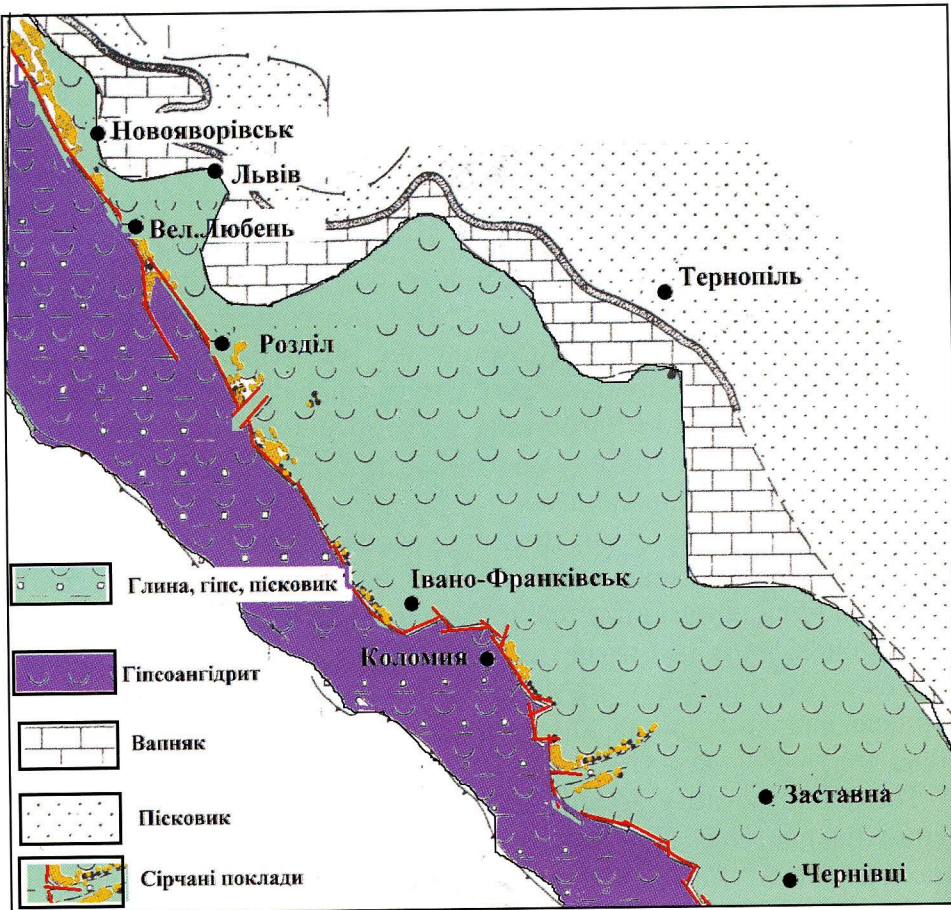 Новояворівськ
Львів
Вел.Любень
Тернопіль
Розділ
Івано-Франківськ
Глина, гіпс, пісковик
Коломия
Гіпсоангідрит
Вапняк
Заставна
Пісковик
Сірчані поклади
Чернівці